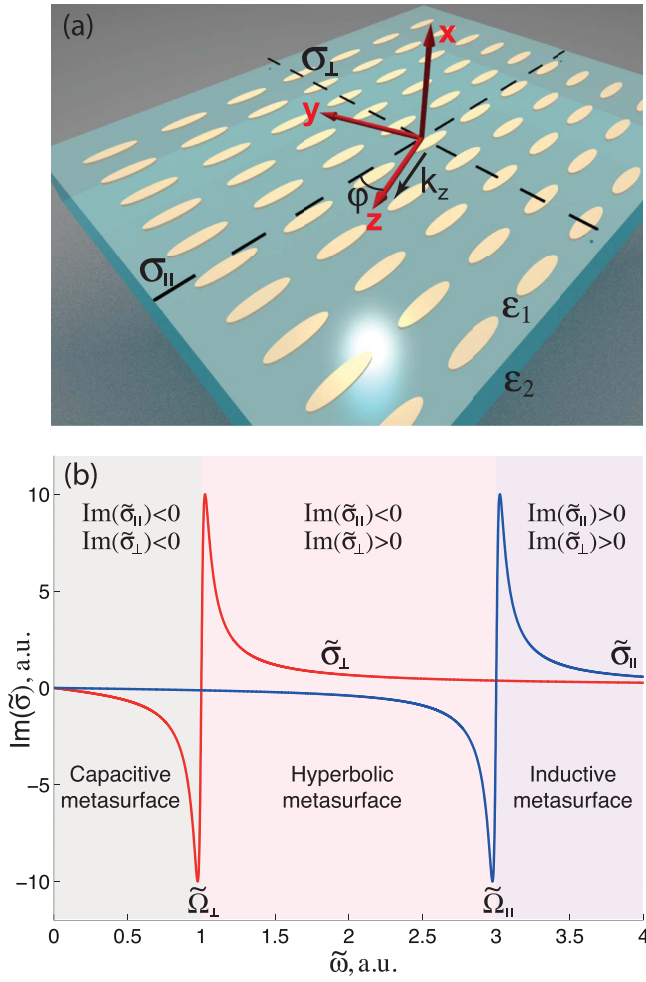 (a)
x
σ⊥
y
φ
k_z
z
σ||
ε₁
ε₂
(b)
10
5
0
−5
−10
Im(σ̃), a.u.
Im(σ̃||)<0
Im(σ̃⊥)<0
Im(σ̃||)<0
Im(σ̃⊥)>0
Im(σ̃||)>0
Im(σ̃⊥)>0
σ̃⊥
σ̃||
Capacitive
metasurface
Hyperbolic
metasurface
Inductive
metasurface
Ω̃⊥
Ω̃||
0 0.5 1 1.5 2 2.5 3 3.5 4
ω̃, a.u.